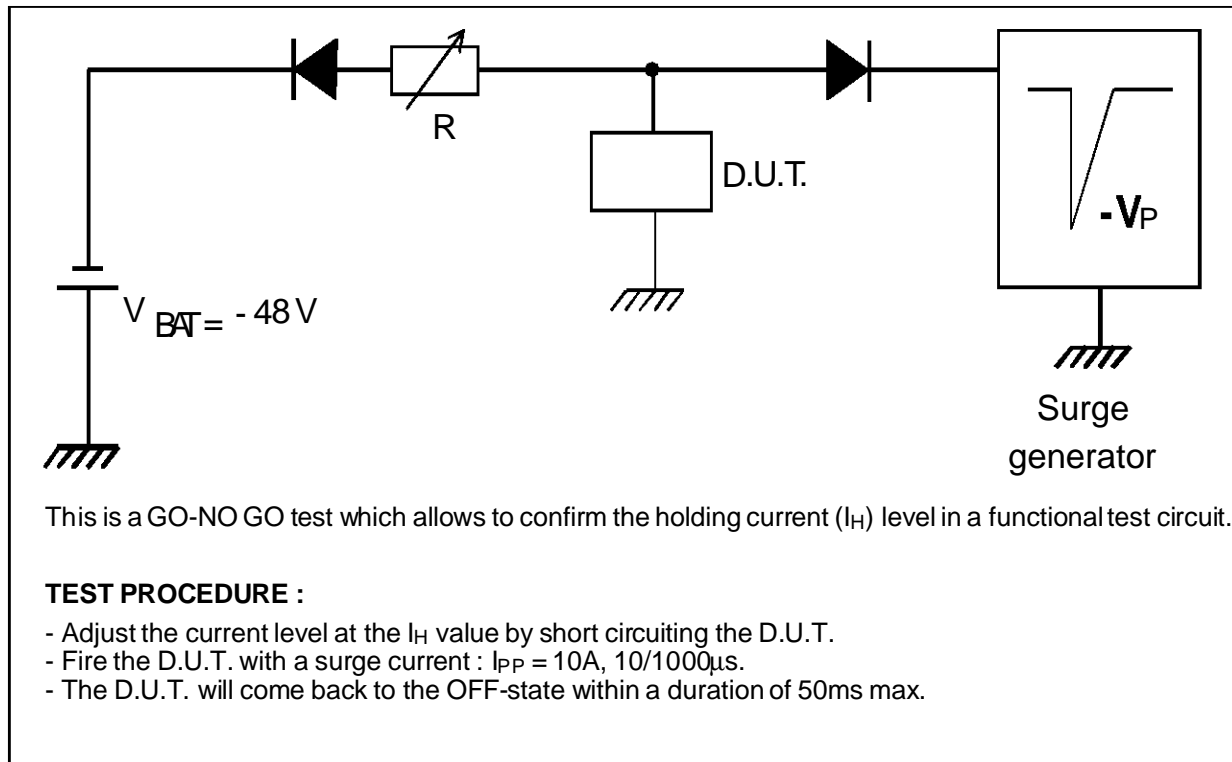 R
D.U.T.
- VP
V BAT = - 48 V
Surge
generator
This is a GO-NO GO test which allows to confirm the holding current (IH) level in a functional test circuit.
TEST PROCEDURE :
- Adjust the current level at the IH value by short circuiting the D.U.T.
- Fire the D.U.T. with a surge current : IPP = 10A, 10/1000μs.
- The D.U.T. will come back to the OFF-state within a duration of 50ms max.